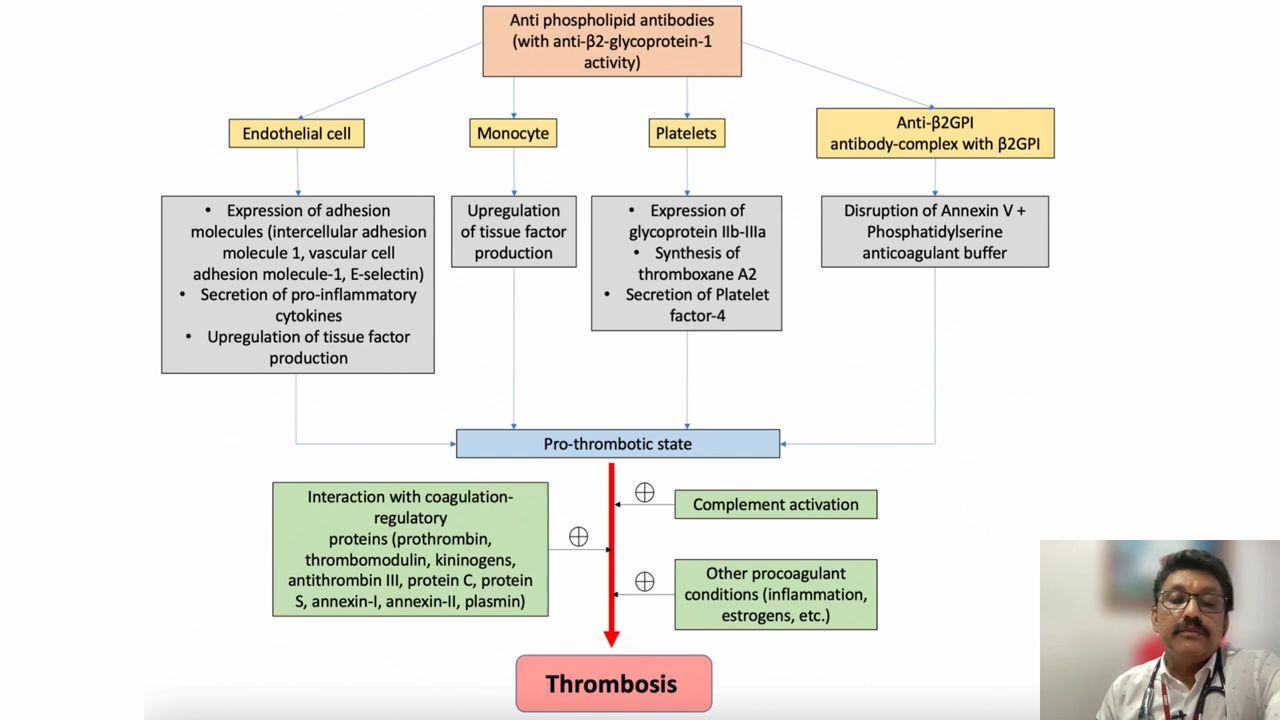 Anti phospholipid antibodies
(with anti-β2-glycoprotein-1
activity)
Endothelial cell
Monocyte
Platelets
Anti-β2GPI
antibody-complex with β2GPI
• Expression of adhesion
molecules (intercellular adhesion
molecule 1, vascular cell
adhesion molecule-1, E-selectin)
• Secretion of pro-inflammatory
cytokines
• Upregulation of tissue factor
production
Upregulation
of tissue factor
production
• Expression of
glycoprotein IIb-IIIa
• Synthesis of
thromboxane A2
• Secretion of Platelet
factor-4
Disruption of Annexin V +
Phosphatidylserine
anticoagulant buffer
Pro-thrombotic state
Interaction with coagulation-
regulatory
proteins (prothrombin,
thrombomodulin, kininogens,
antithrombin III, protein C, protein
S, annexin-I, annexin-II, plasmin)
Complement activation
Other procoagulant
conditions (inflammation,
estrogens, etc.)
Thrombosis